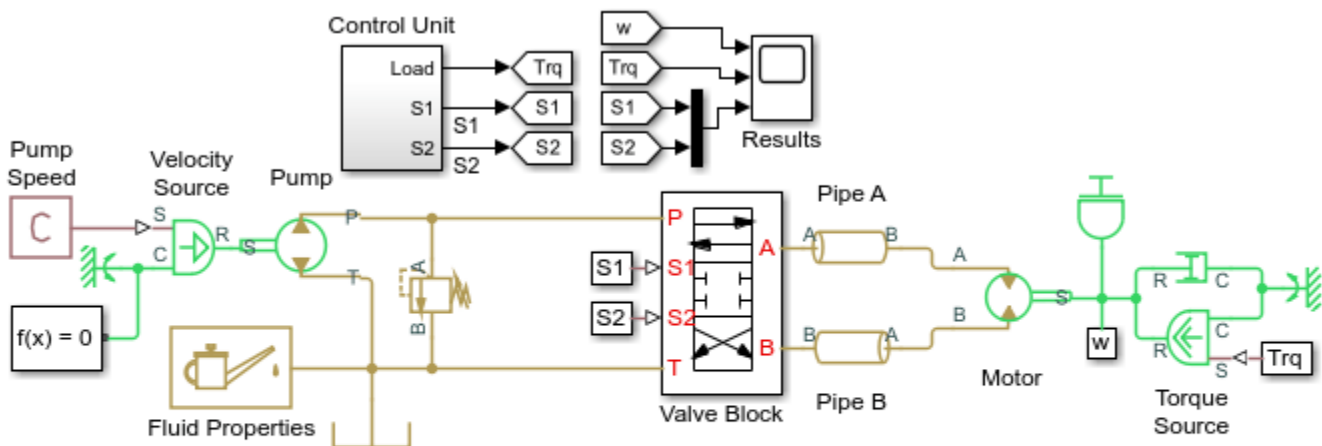 Control Unit
Load
S1
S2
S1
S2
Trq
S1
S2
w
Trq
S1
S2
Results
Pump
Speed
C
S
C
R
Velocity
Source
Pump
S
P
T
A
B
f(x) = 0
Fluid Properties
S1
S2
P
S1
S2
T
A
B
Valve Block
Pipe A
A
B
B
A
Pipe B
A
B
S
Motor
w
R
C
R
C
S
Trq
Torque
Source